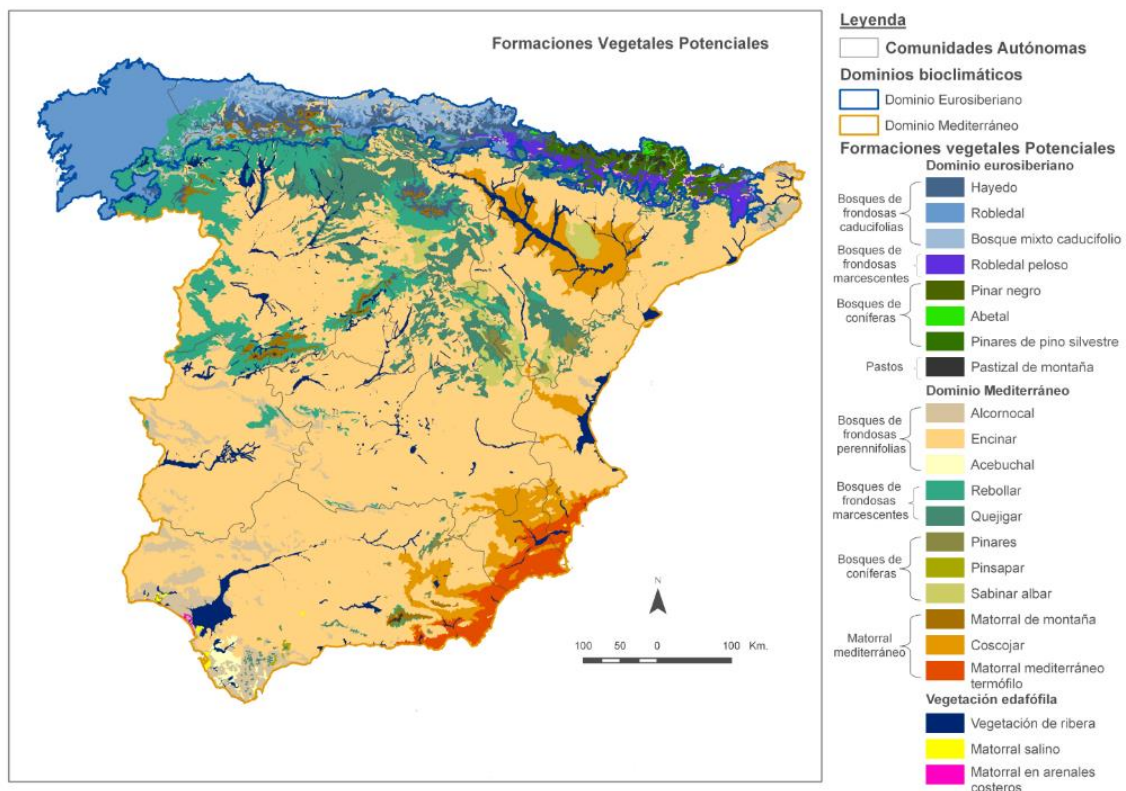 Formaciones Vegetales Potenciales
N
100 50 0 100 Km.
Leyenda
Comunidades Autónomas
Dominios bioclimáticos
Dominio Eurosiberiano
Dominio Mediterráneo
Formaciones vegetales Potenciales
Dominio eurosiberiano
Bosques de
frondosas
caducifolias
Hayedo
Robledal
Bosque mixto caducifolio
Bosques de
frondosas
marcescentes
Robledal peloso
Bosques de
coníferas
Pinar negro
Abetal
Pinares de pino silvestre
Pastos
Pastizal de montaña
Dominio Mediterráneo
Bosques de
frondosas
perennifolias
Alcornocal
Encinar
Acebuchal
Bosques de
frondosas
marcescentes
Rebollar
Quejigar
Bosques de
coníferas
Pinares
Pinsapar
Sabinar albar
Matorral
mediterráneo
Matorral de montaña
Coscojar
Matorral mediterráneo
termófilo
Vegetación edafófila
Vegetación de ribera
Matorral salino
Matorral en arenales
costeros